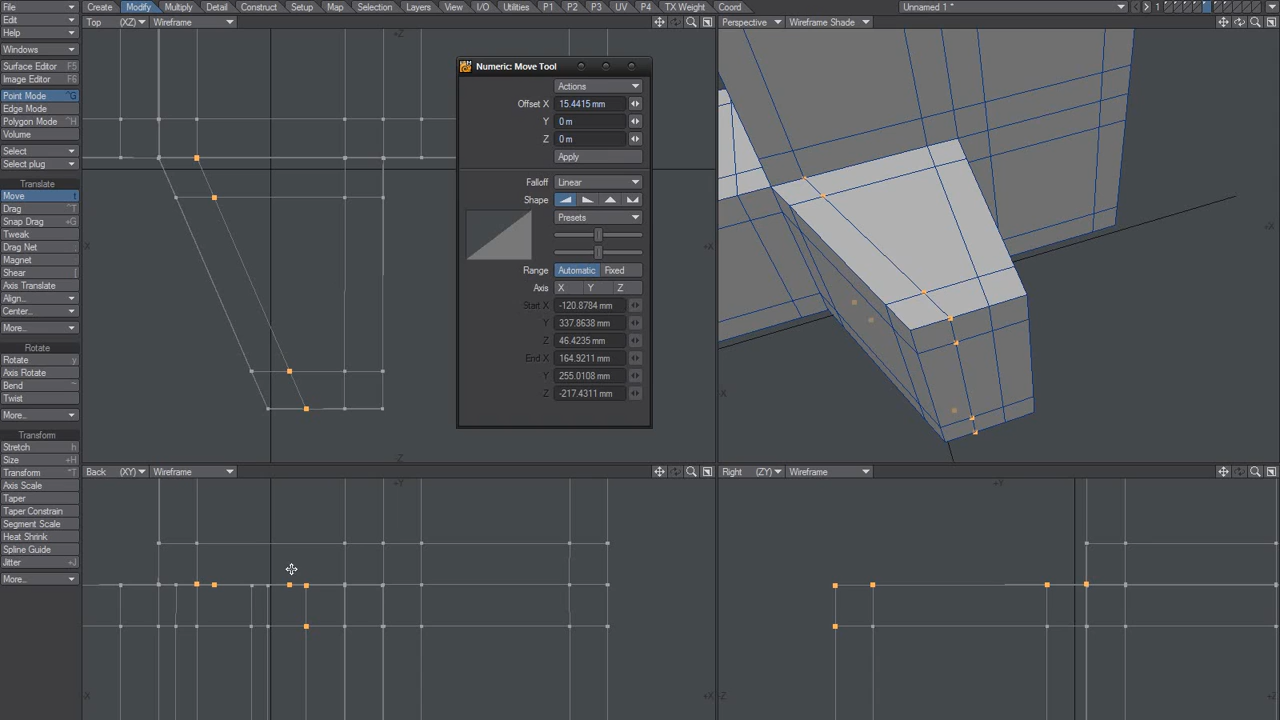 File Create Modify Multiply Detail Construct Setup Map Selection Layers View I/O Utilities P1 P2 P3 UV P4 TX Weight Coord Unnamed 1 * 1
Edit
Help
Windows
Surface Editor F5
Image Editor F6
Point Mode ^G
Edge Mode
Polygon Mode ^H
Volume
Select
Select plug
Translate
Move t
Drag ^T
Snap Drag +G
Tweak
Drag Net ;
Magnet :
Shear [
Axis Translate
Align...
Center...
More...
Rotate
Rotate y
Axis Rotate
Bend ~
Twist
More...
Transform
Stretch h
Size +H
Transform ^T
Axis Scale
Taper
Taper Constrain
Segment Scale
Heat Shrink
Spline Guide
Jitter +J
More...
Top (XZ) Wireframe
+Z
-X
+X
-Z
Perspective Wireframe Shade
X
-X
Numeric: Move Tool
Actions
Offset X 15.4415 mm
Y 0 m
Z 0 m
Apply
Falloff Linear
Shape
Presets
Range Automatic Fixed
Axis X Y Z
Start X -120.8784 mm
Y 337.8638 mm
Z 46.4235 mm
End X 164.9211 mm
Y 255.0108 mm
Z -217.4311 mm
Back (XY) Wireframe
+Y
-X
+X
Right (ZY) Wireframe
+Y
-Z
+Z